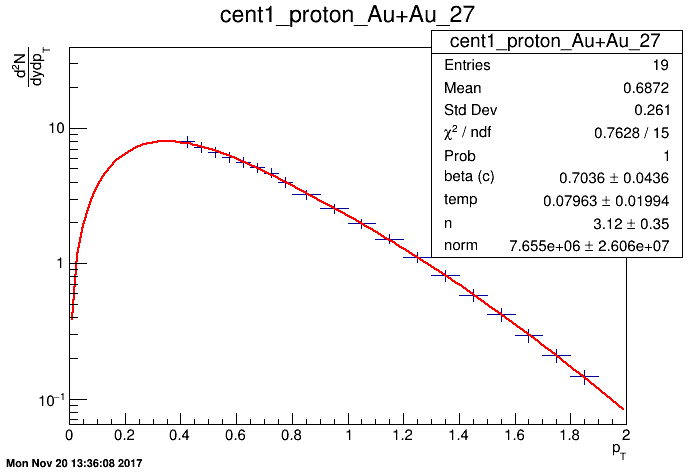 cent1_proton_Au+Au_27
cent1_proton_Au+Au_27
Entries 19
Mean 0.6872
Std Dev 0.261
χ² / ndf 0.7628 / 15
Prob 1
beta (c) 0.7036 ± 0.0436
temp 0.07963 ± 0.01994
n 3.12 ± 0.35
norm 7.655e+06 ± 2.606e+07
d²N
dydp_T
10
1
10⁻¹
0 0.2 0.4 0.6 0.8 1 1.2 1.4 1.6 1.8 2
p_T
Mon Nov 20 13:36:08 2017